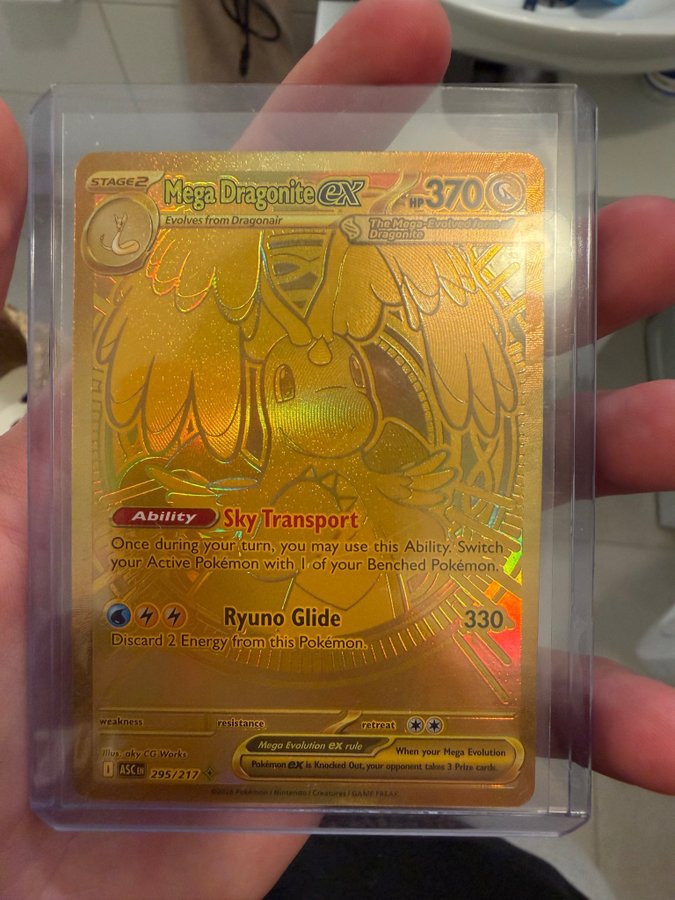 STAGE2 Mega Dragonite ex HP 370
Evolves from Dragonair
The Mega-Evolved form of
Dragonite
Ability Sky Transport
Once during your turn, you may use this Ability. Switch
your Active Pokémon with 1 of your Benched Pokémon.
Ryuno Glide 330
Discard 2 Energy from this Pokémon.
weakness resistance retreat
Illus. aky CG Works
Mega Evolution ex rule When your Mega Evolution
Pokémon ex is Knocked Out, your opponent takes 3 Prize cards.
I ASC EN 295/217
©2026 Pokémon / Nintendo / Creatures / GAME FREAK